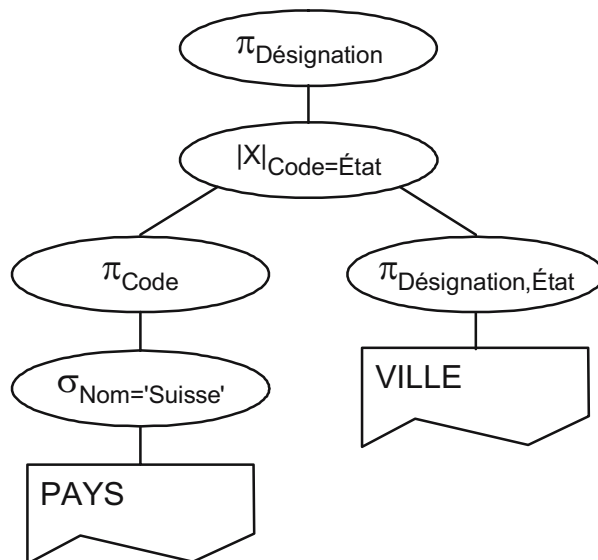 πDésignation
|X|Code=État
πCode
πDésignation,État
σNom='Suisse'
VILLE
PAYS